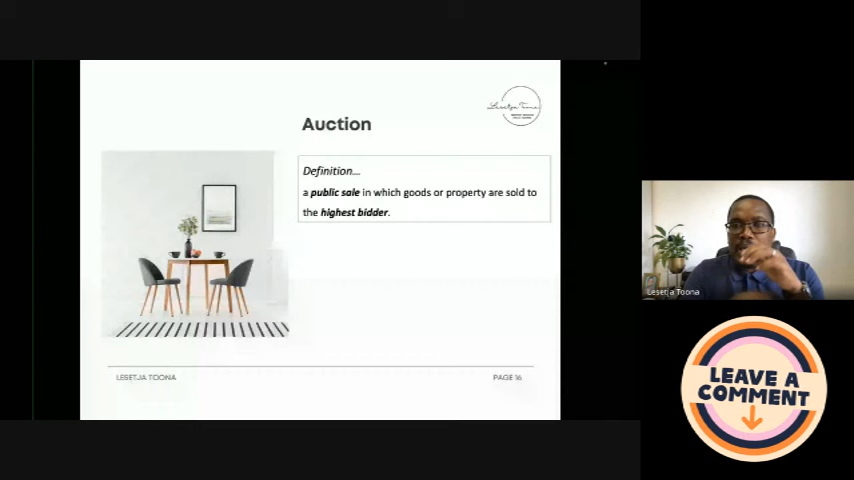 Auction
Definition...
a public sale in which goods or property are sold to
the highest bidder.
LESETJA TOONA
PAGE 16
Lesetja Toona
LEAVE A
COMMENT